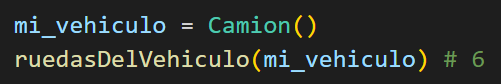 mi_vehiculo = Camion()
ruedasDelVehiculo(mi_vehiculo) # 6